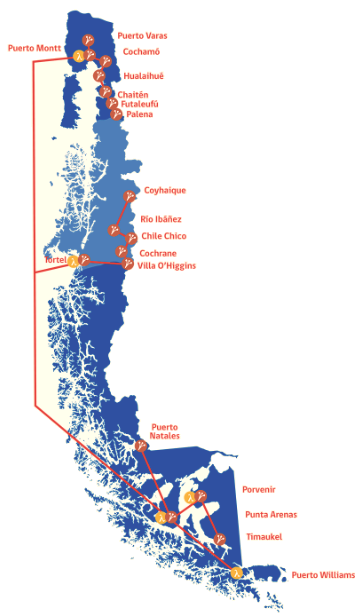 Puerto Varas
Puerto Montt
Cochamó
Hualaihué
Chaitén
Futaleufú
Palena
Coyhaique
Río Ibáñez
Chile Chico
Cochrane
Tortel
Villa O'Higgins
Puerto
Natales
Porvenir
Punta Arenas
Timaukel
Puerto Williams